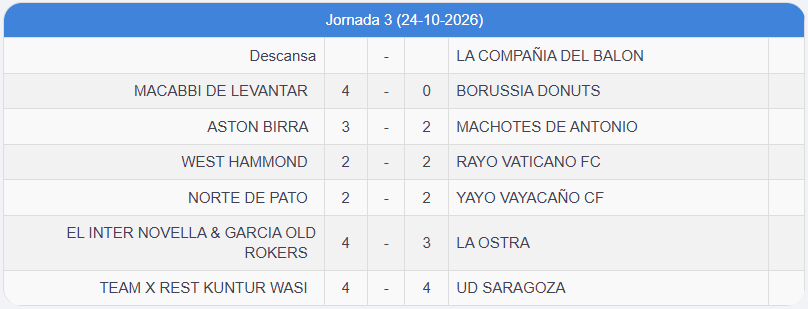 Jornada 3 (24-10-2026)
Descansa - LA COMPAÑIA DEL BALON
MACABBI DE LEVANTAR 4 - 0 BORUSSIA DONUTS
ASTON BIRRA 3 - 2 MACHOTES DE ANTONIO
WEST HAMMOND 2 - 2 RAYO VATICANO FC
NORTE DE PATO 2 - 2 YAYO VAYACAÑO CF
EL INTER NOVELLA & GARCIA OLD
ROKERS 4 - 3 LA OSTRA
TEAM X REST KUNTUR WASI 4 - 4 UD SARAGOZA